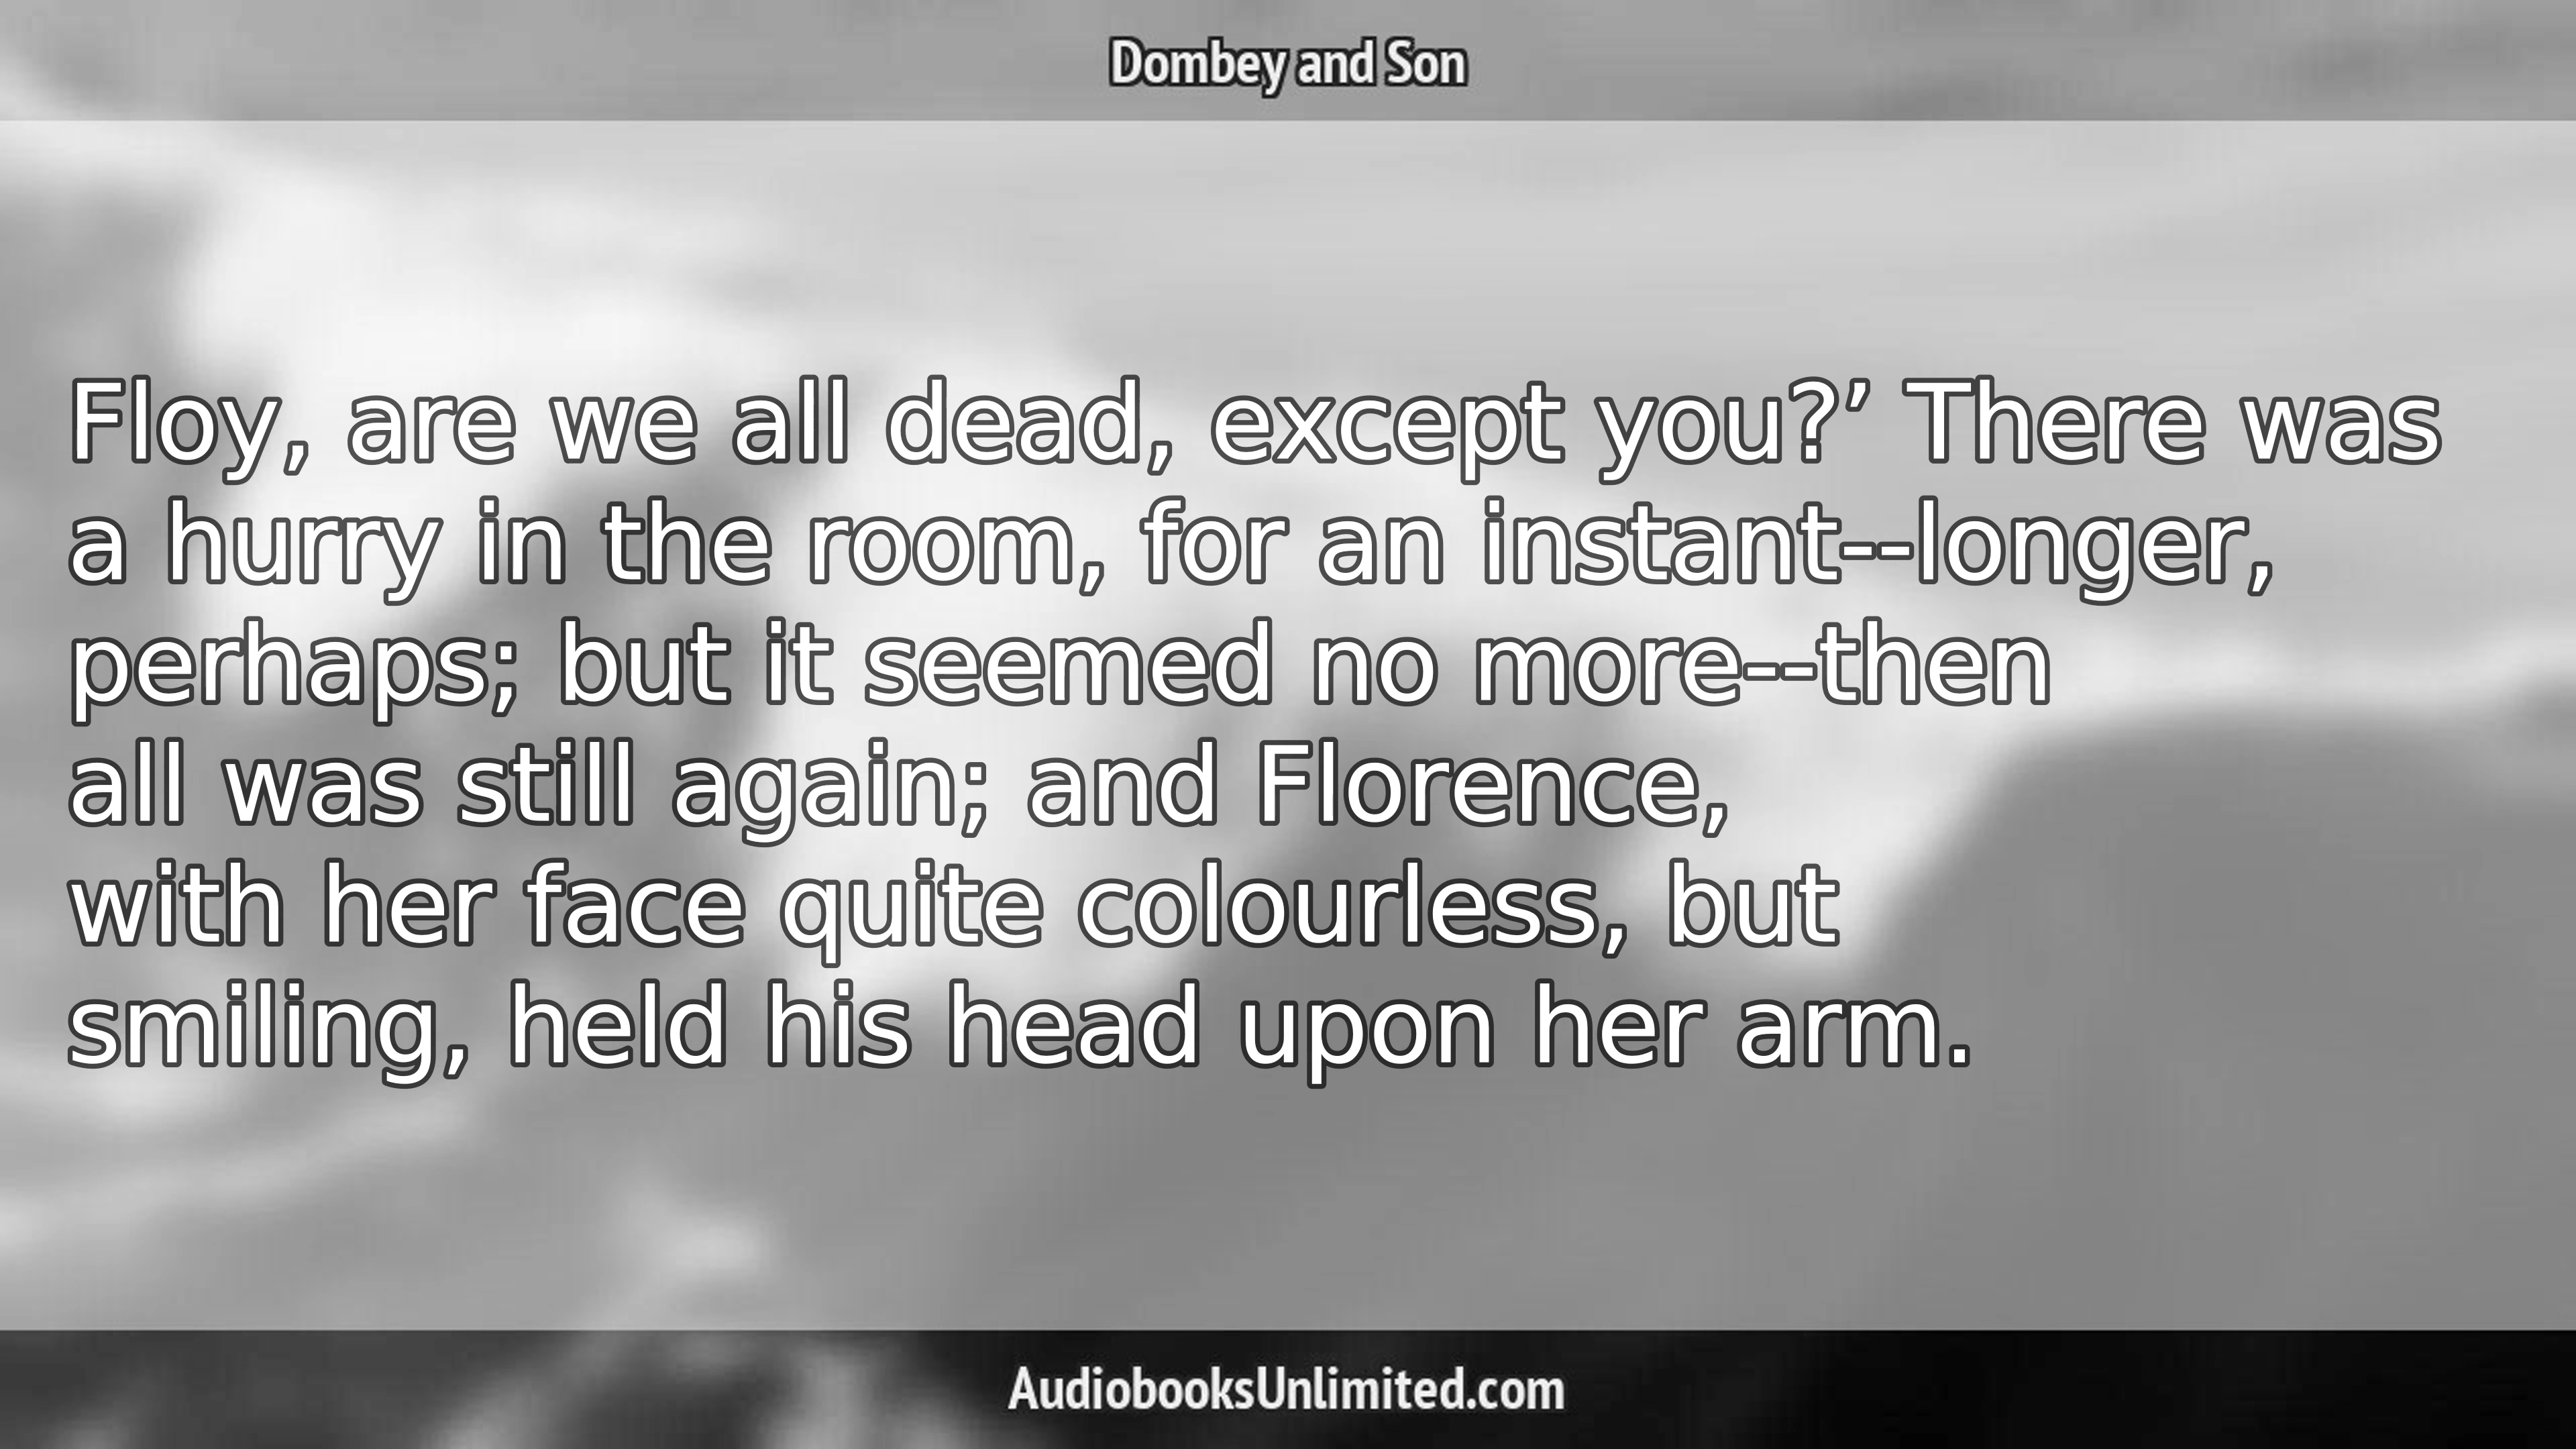 Dombey and Son
Floy, are we all dead, except you?’ There was
a hurry in the room, for an instant--longer,
perhaps; but it seemed no more--then
all was still again; and Florence,
with her face quite colourless, but
smiling, held his head upon her arm.
AudiobooksUnlimited.com